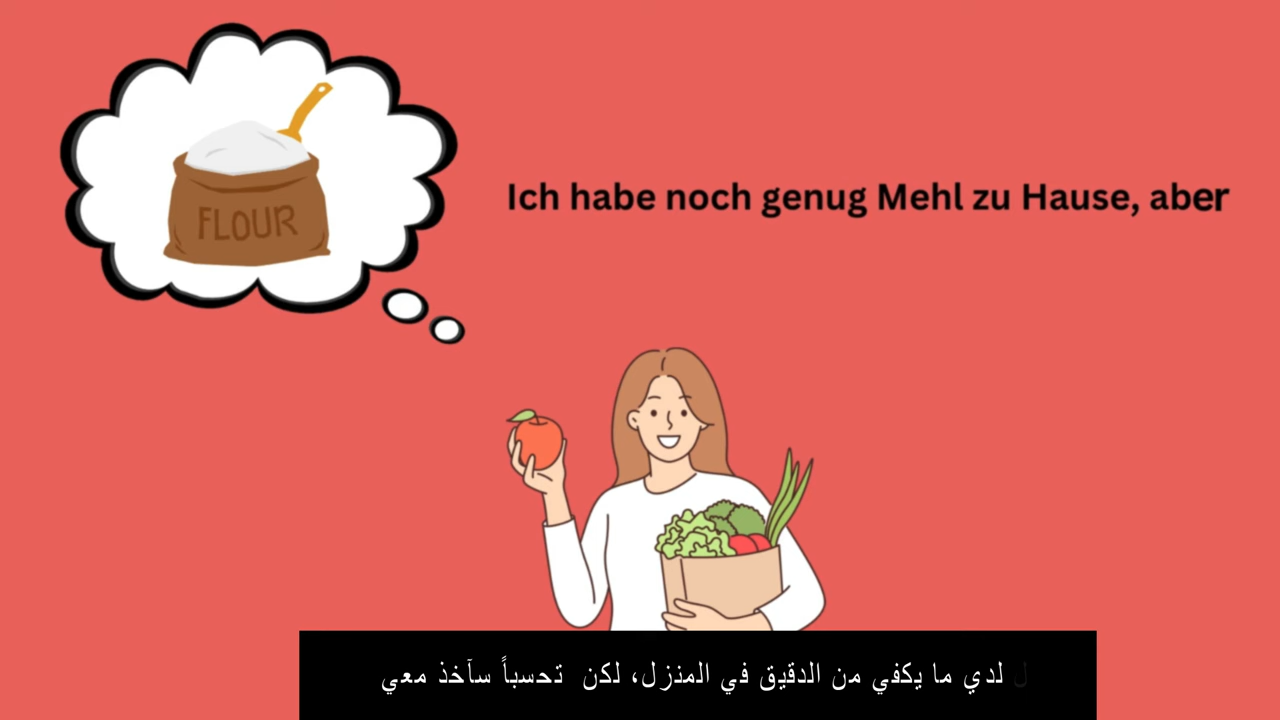 FLOUR
Ich habe noch genug Mehl zu Hause, aber
لدي ما يكفي من الدقيق في المنزل، لكن تحسباً سآخذ معي